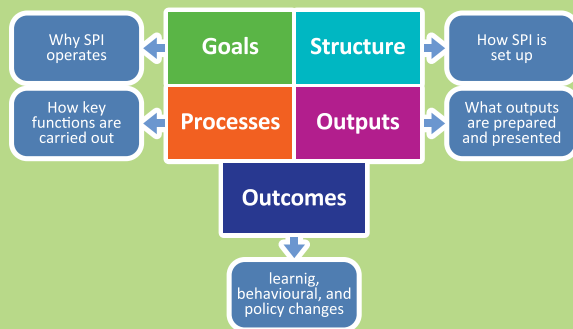 Why SPI
operates
Goals
Structure
How SPI is
set up
How key
functions are
carried out
Processes
Outputs
What outputs
are prepared
and presented
Outcomes
learnig,
behavioural, and
policy changes